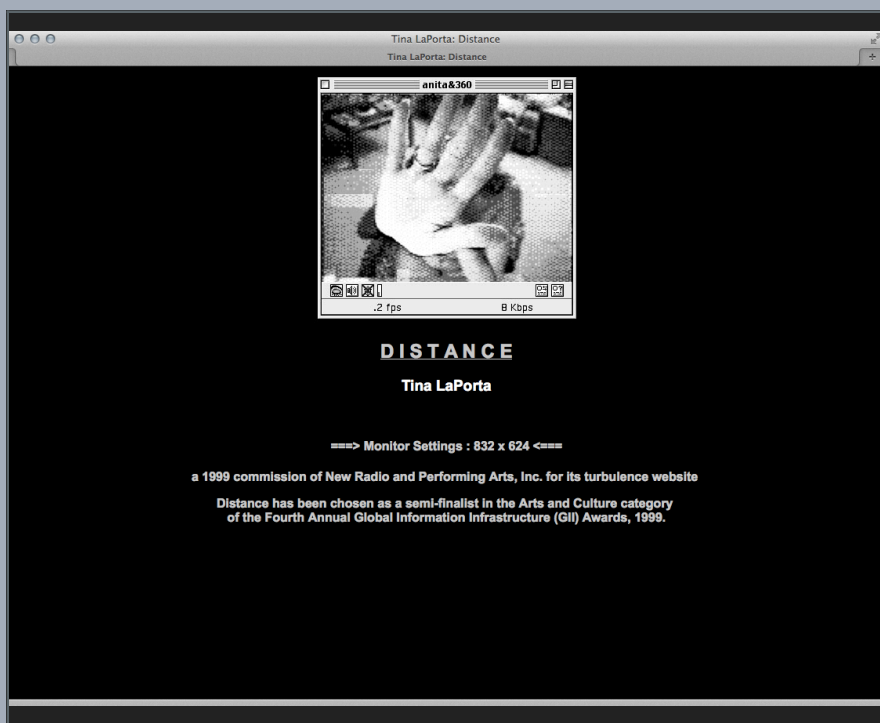 Tina LaPorta: Distance
Tina LaPorta: Distance
anita&360
.2 fps 8 Kbps
DISTANCE
Tina LaPorta
===> Monitor Settings : 832 x 624 <===
a 1999 commission of New Radio and Performing Arts, Inc. for its turbulence website
Distance has been chosen as a semi-finalist in the Arts and Culture category
of the Fourth Annual Global Information Infrastructure (GII) Awards, 1999.